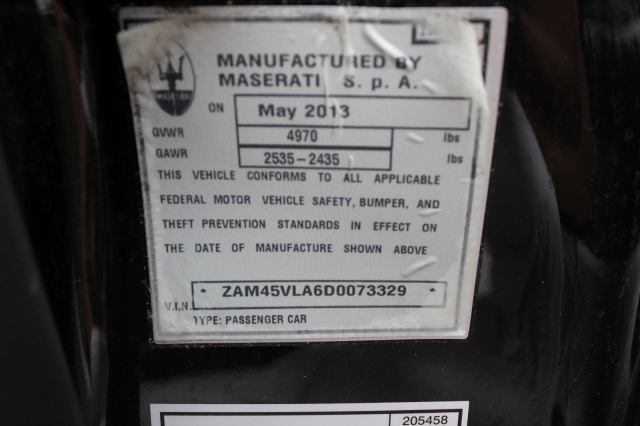 MANUFACTURED BY
MASERATI S.p.A.
MASERATI
ON May 2013
GVWR 4970 lbs
GAWR 2535-2435 lbs
THIS VEHICLE CONFORMS TO ALL APPLICABLE
FEDERAL MOTOR VEHICLE SAFETY, BUMPER, AND
THEFT PREVENTION STANDARDS IN EFFECT ON
THE DATE OF MANUFACTURE SHOWN ABOVE
V.I.N. * ZAM45VLA6D0073329 *
TYPE: PASSENGER CAR
205458